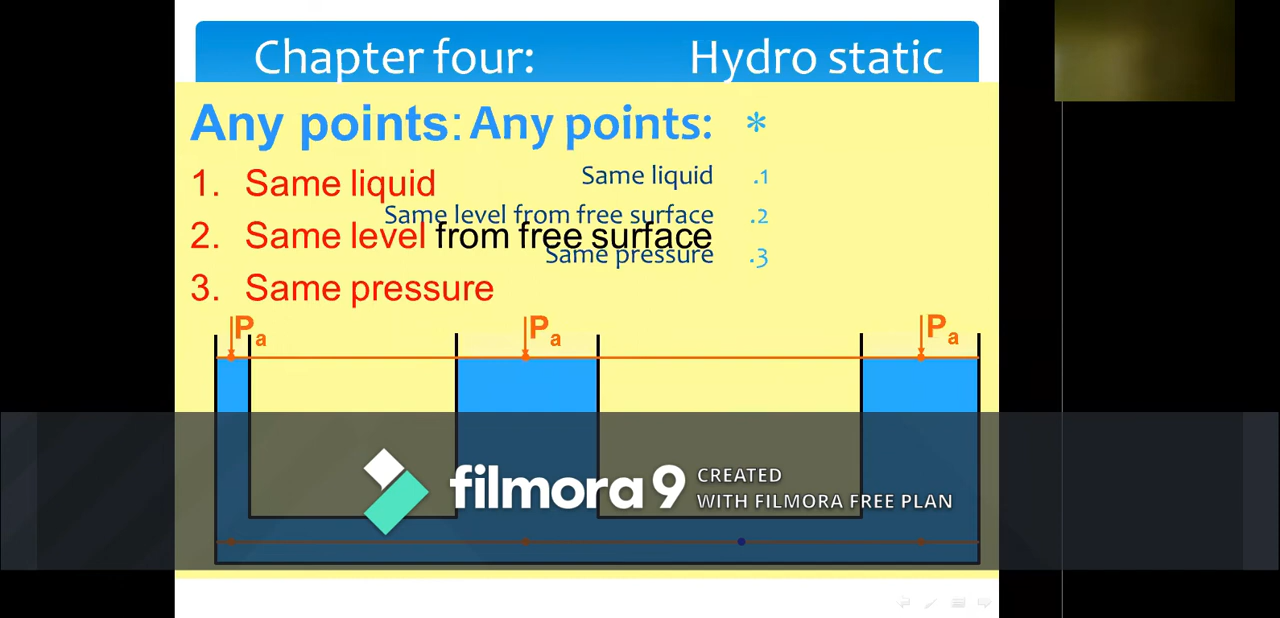 Chapter four: Hydro static
Any points: Any points: *
1. Same liquid
Same liquid .1
2. Same level from free surface
Same level from free surface .2
3. Same pressure
Same pressure .3
Pa Pa Pa
filmora 9 CREATED
WITH FILMORA FREE PLAN